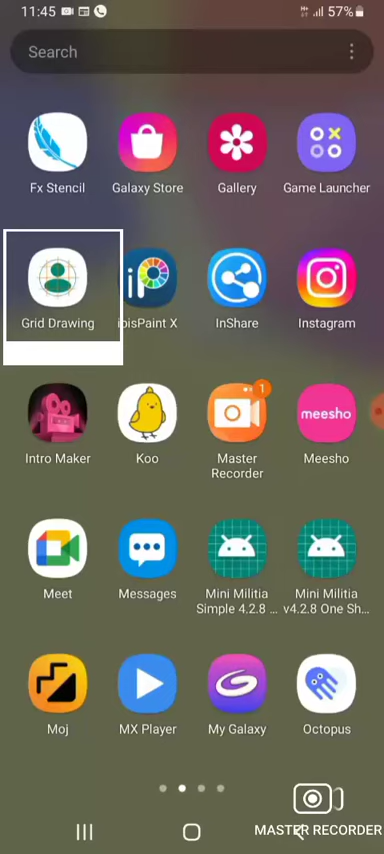 11:45
57%
Search
Fx Stencil
Galaxy Store
Gallery
Game Launcher
Grid Drawing
ibisPaint X
InShare
Instagram
meesho
1
Intro Maker
Koo
Master
Recorder
Meesho
Meet
Messages
Mini Militia
Simple 4.2.8 ...
Mini Militia
v4.2.8 One Sh...
Moj
MX Player
My Galaxy
Octopus
MASTER RECORDER